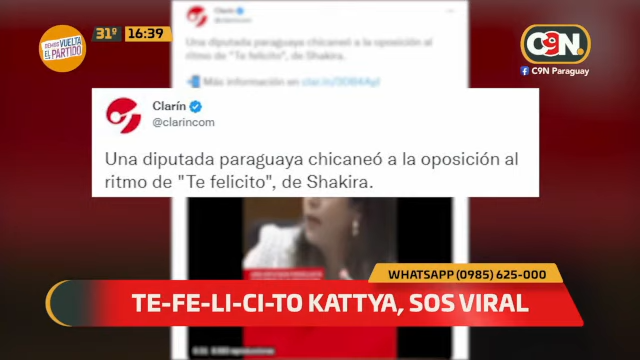 DEMOS VUELTA
EL PARTIDO
31º 16:39
C9N
C9N Paraguay
Clarín
@clarincom
Una diputada paraguaya chicaneó a la oposición al
ritmo de "Te felicito", de Shakira.
Más información en
Clarín
@clarincom
Una diputada paraguaya chicaneó a la oposición al
ritmo de "Te felicito", de Shakira.
WHATSAPP (0985) 625-000
TE-FE-LI-CI-TO KATTYA, SOS VIRAL